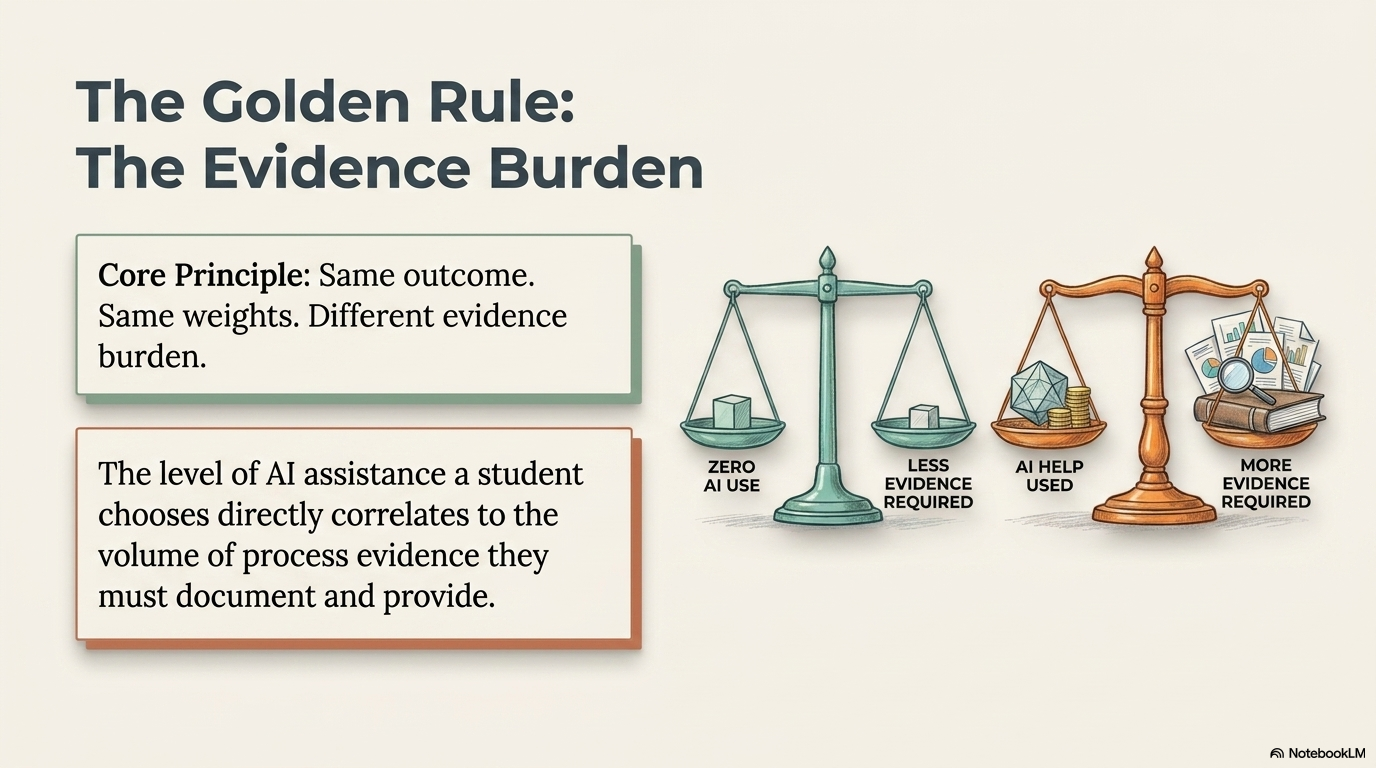 The Golden Rule:
The Evidence Burden
Core Principle: Same outcome.
Same weights. Different evidence
burden.
The level of AI assistance a student
chooses directly correlates to the
volume of process evidence they
must document and provide.
ZERO
AI USE
LESS
EVIDENCE
REQUIRED
AI HELP
USED
MORE
EVIDENCE
REQUIRED
NotebookLM